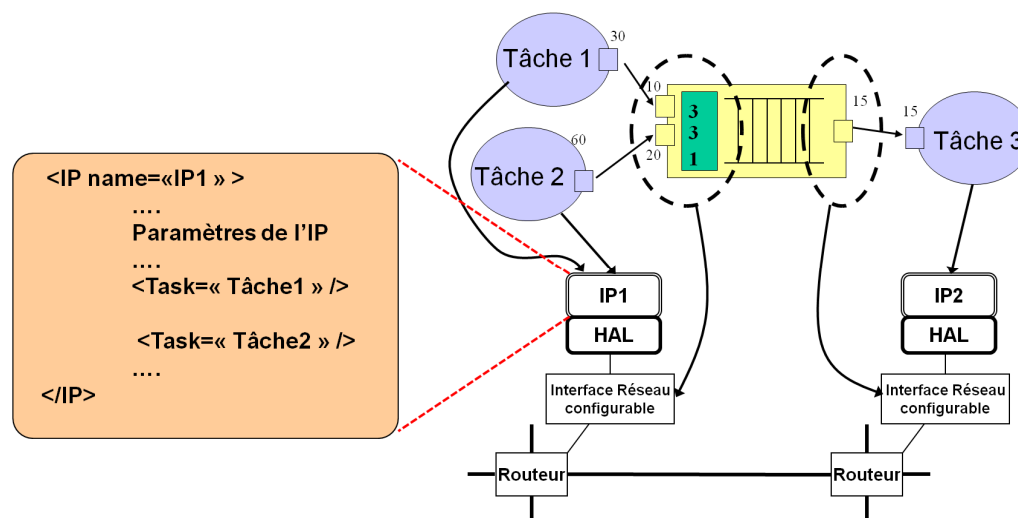 <IP name=«IP1 » >
....
Paramètres de l'IP
....
<Task=« Tâche1 » />
<Task=« Tâche2 » />
....
</IP>
Tâche 1
30
Tâche 2
60
10
20
3
3
1
15
15
Tâche 3
IP1
HAL
Interface Réseau
configurable
Routeur
IP2
HAL
Interface Réseau
configurable
Routeur